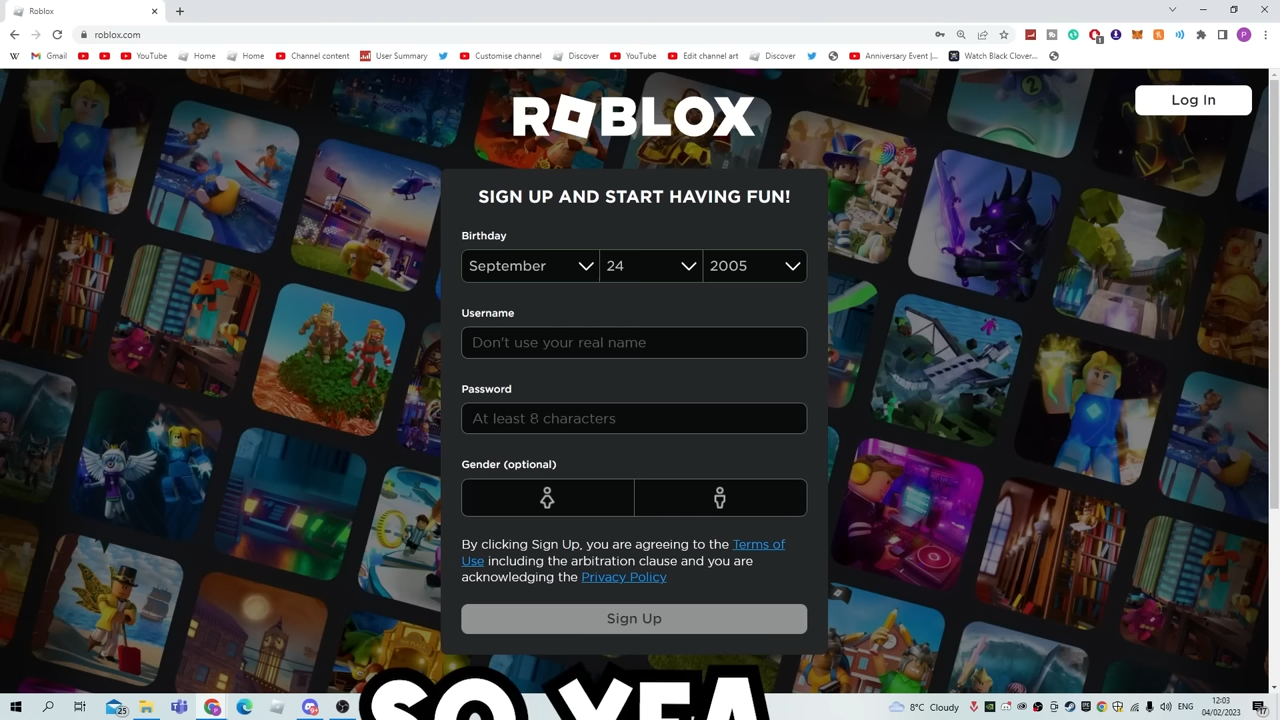 Roblox
roblox.com
1
P
Gmail
YouTube
Home
Home
Channel content
User Summary
Customise channel
Discover
YouTube
Edit channel art
Discover
Anniversary Event |...
Watch Black Clover...
ROBLOX
Log In
SIGN UP AND START HAVING FUN!
Birthday
September 24 2005
Username
Don't use your real name
Password
At least 8 characters
Gender (optional)
By clicking Sign Up, you are agreeing to the Terms of
Use including the arbitration clause and you are
acknowledging the Privacy Policy
Sign Up
SO YEA
25
8°C Cloudy
ENG
12:03
04/02/2023
17